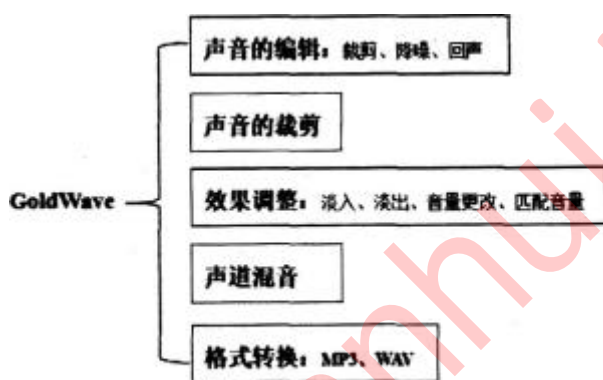 声音的编辑：裁剪、降噪、回声
声音的裁剪
GoldWave
效果调整：淡入、淡出、音量更改、匹配音量
声道混音
格式转换：MP3、WAV